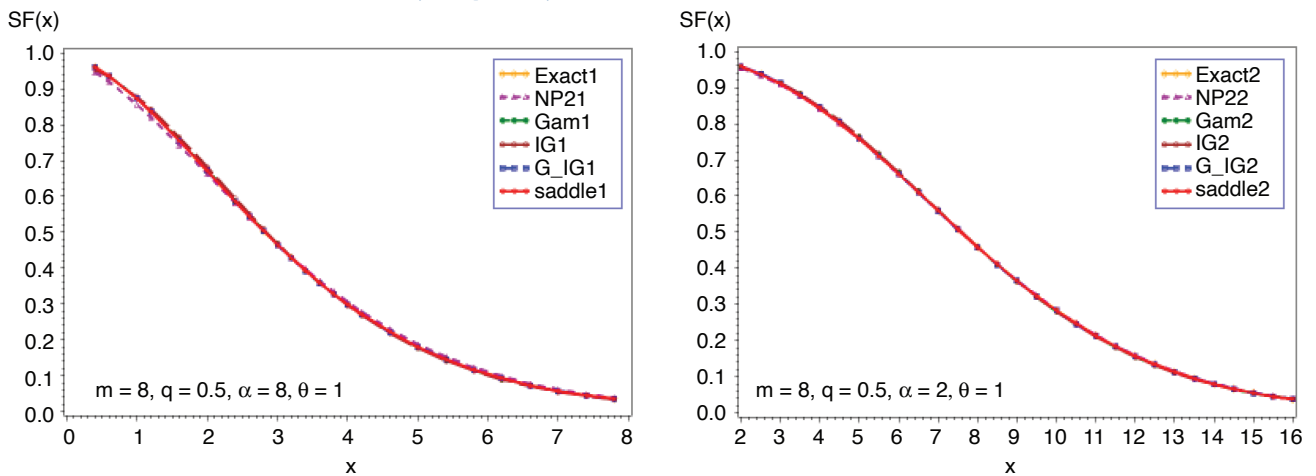 SF(x)
1.0
0.9
0.8
0.7
0.6
0.5
0.4
0.3
0.2
0.1
0.0
Exact1
NP21
Gam1
IG1
G_IG1
saddle1
m = 8, q = 0.5, α = 8, θ = 1
0 1 2 3 4 5 6 7 8
x
SF(x)
1.0
0.9
0.8
0.7
0.6
0.5
0.4
0.3
0.2
0.1
0.0
Exact2
NP22
Gam2
IG2
G_IG2
saddle2
m = 8, q = 0.5, α = 2, θ = 1
2 3 4 5 6 7 8 9 10 11 12 13 14 15 16
x